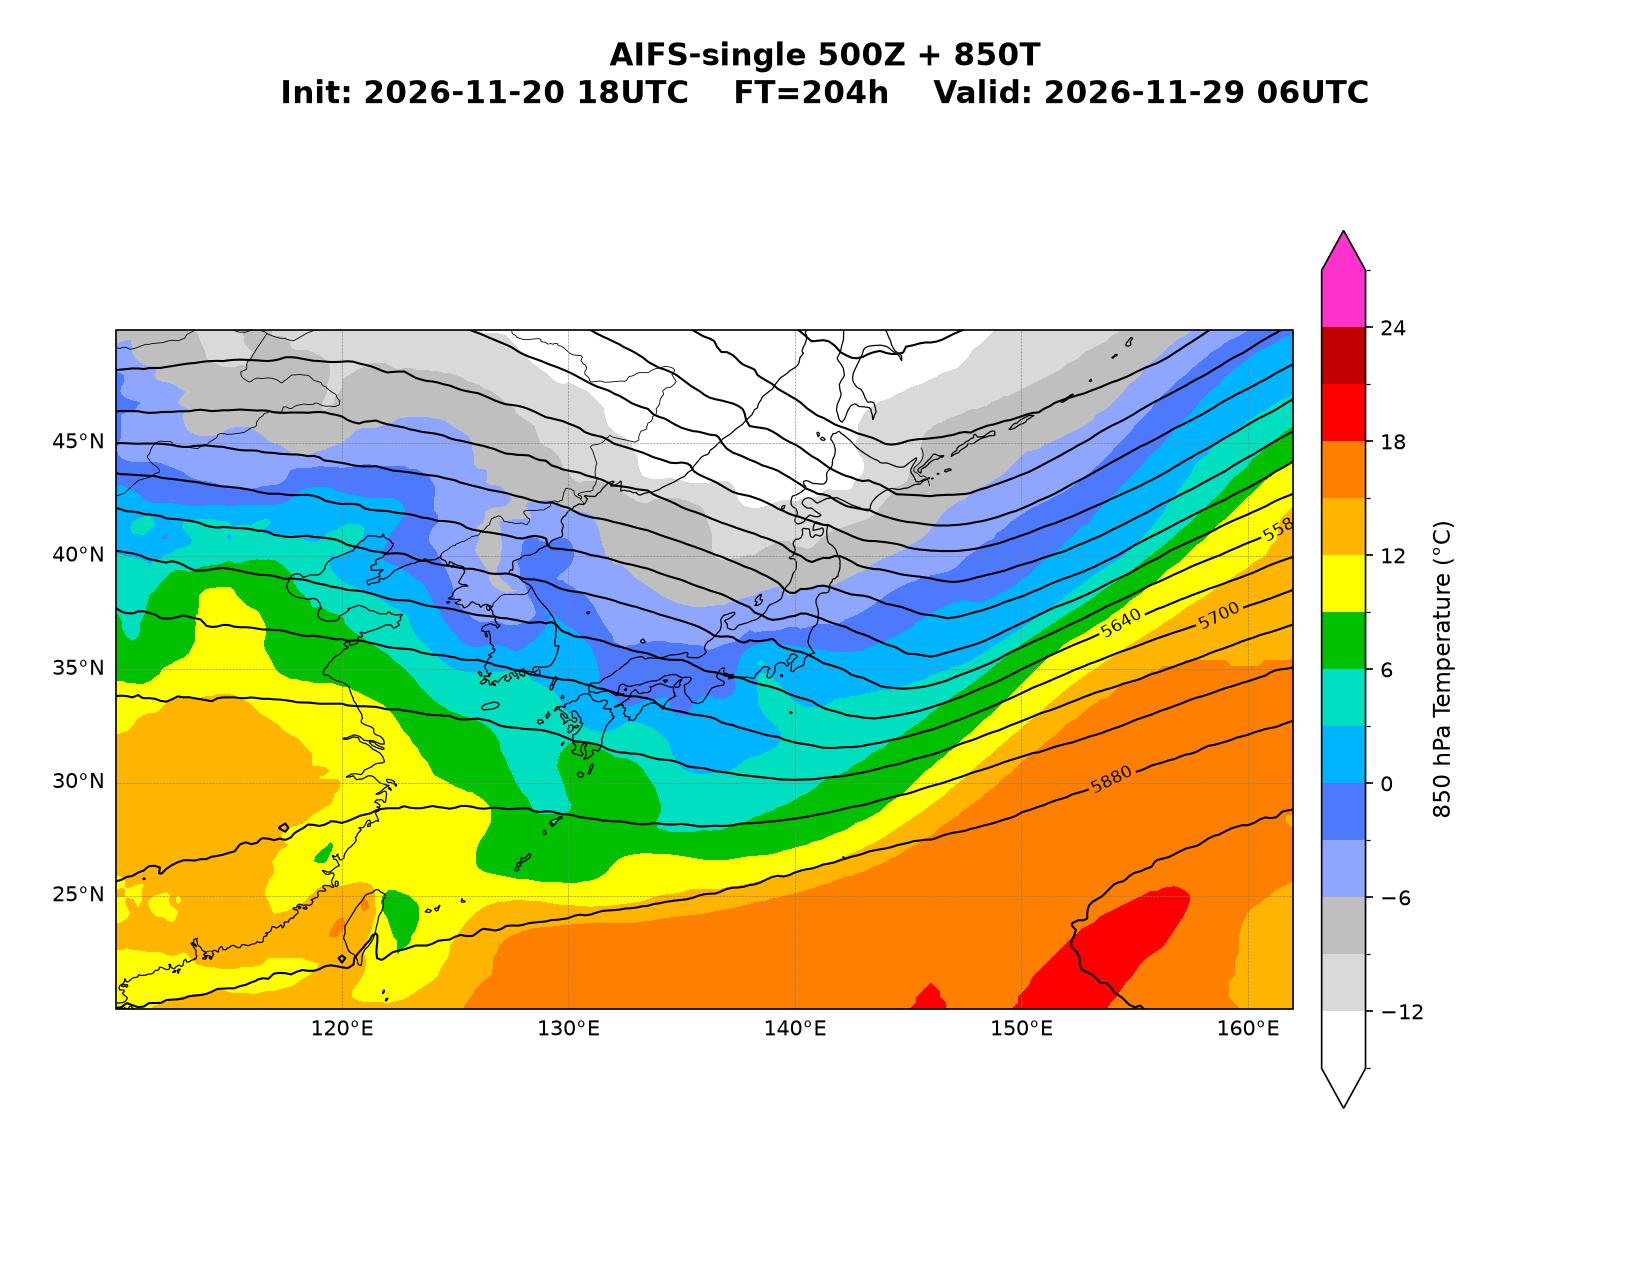 AIFS-single 500Z + 850T
Init: 2026-11-20 18UTC    FT=204h    Valid: 2026-11-29 06UTC
45°N
40°N
35°N
30°N
25°N
120°E
130°E
140°E
150°E
160°E
558
5640
5700
5880
24
18
12
6
0
−6
−12
850 hPa Temperature (°C)